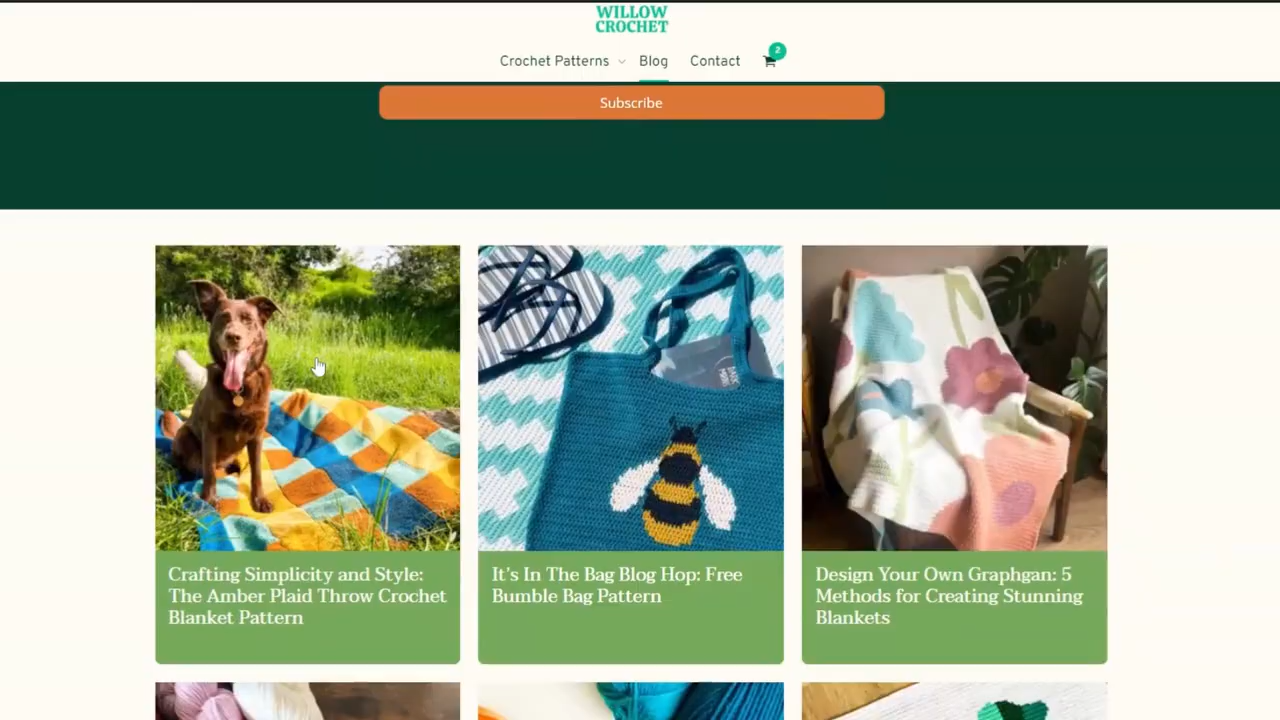 WILLOW
CROCHET
Crochet Patterns
Blog
Contact
2
Subscribe
Crafting Simplicity and Style:
The Amber Plaid Throw Crochet
Blanket Pattern
It's In The Bag Blog Hop: Free
Bumble Bag Pattern
Design Your Own Graphgan: 5
Methods for Creating Stunning
Blankets